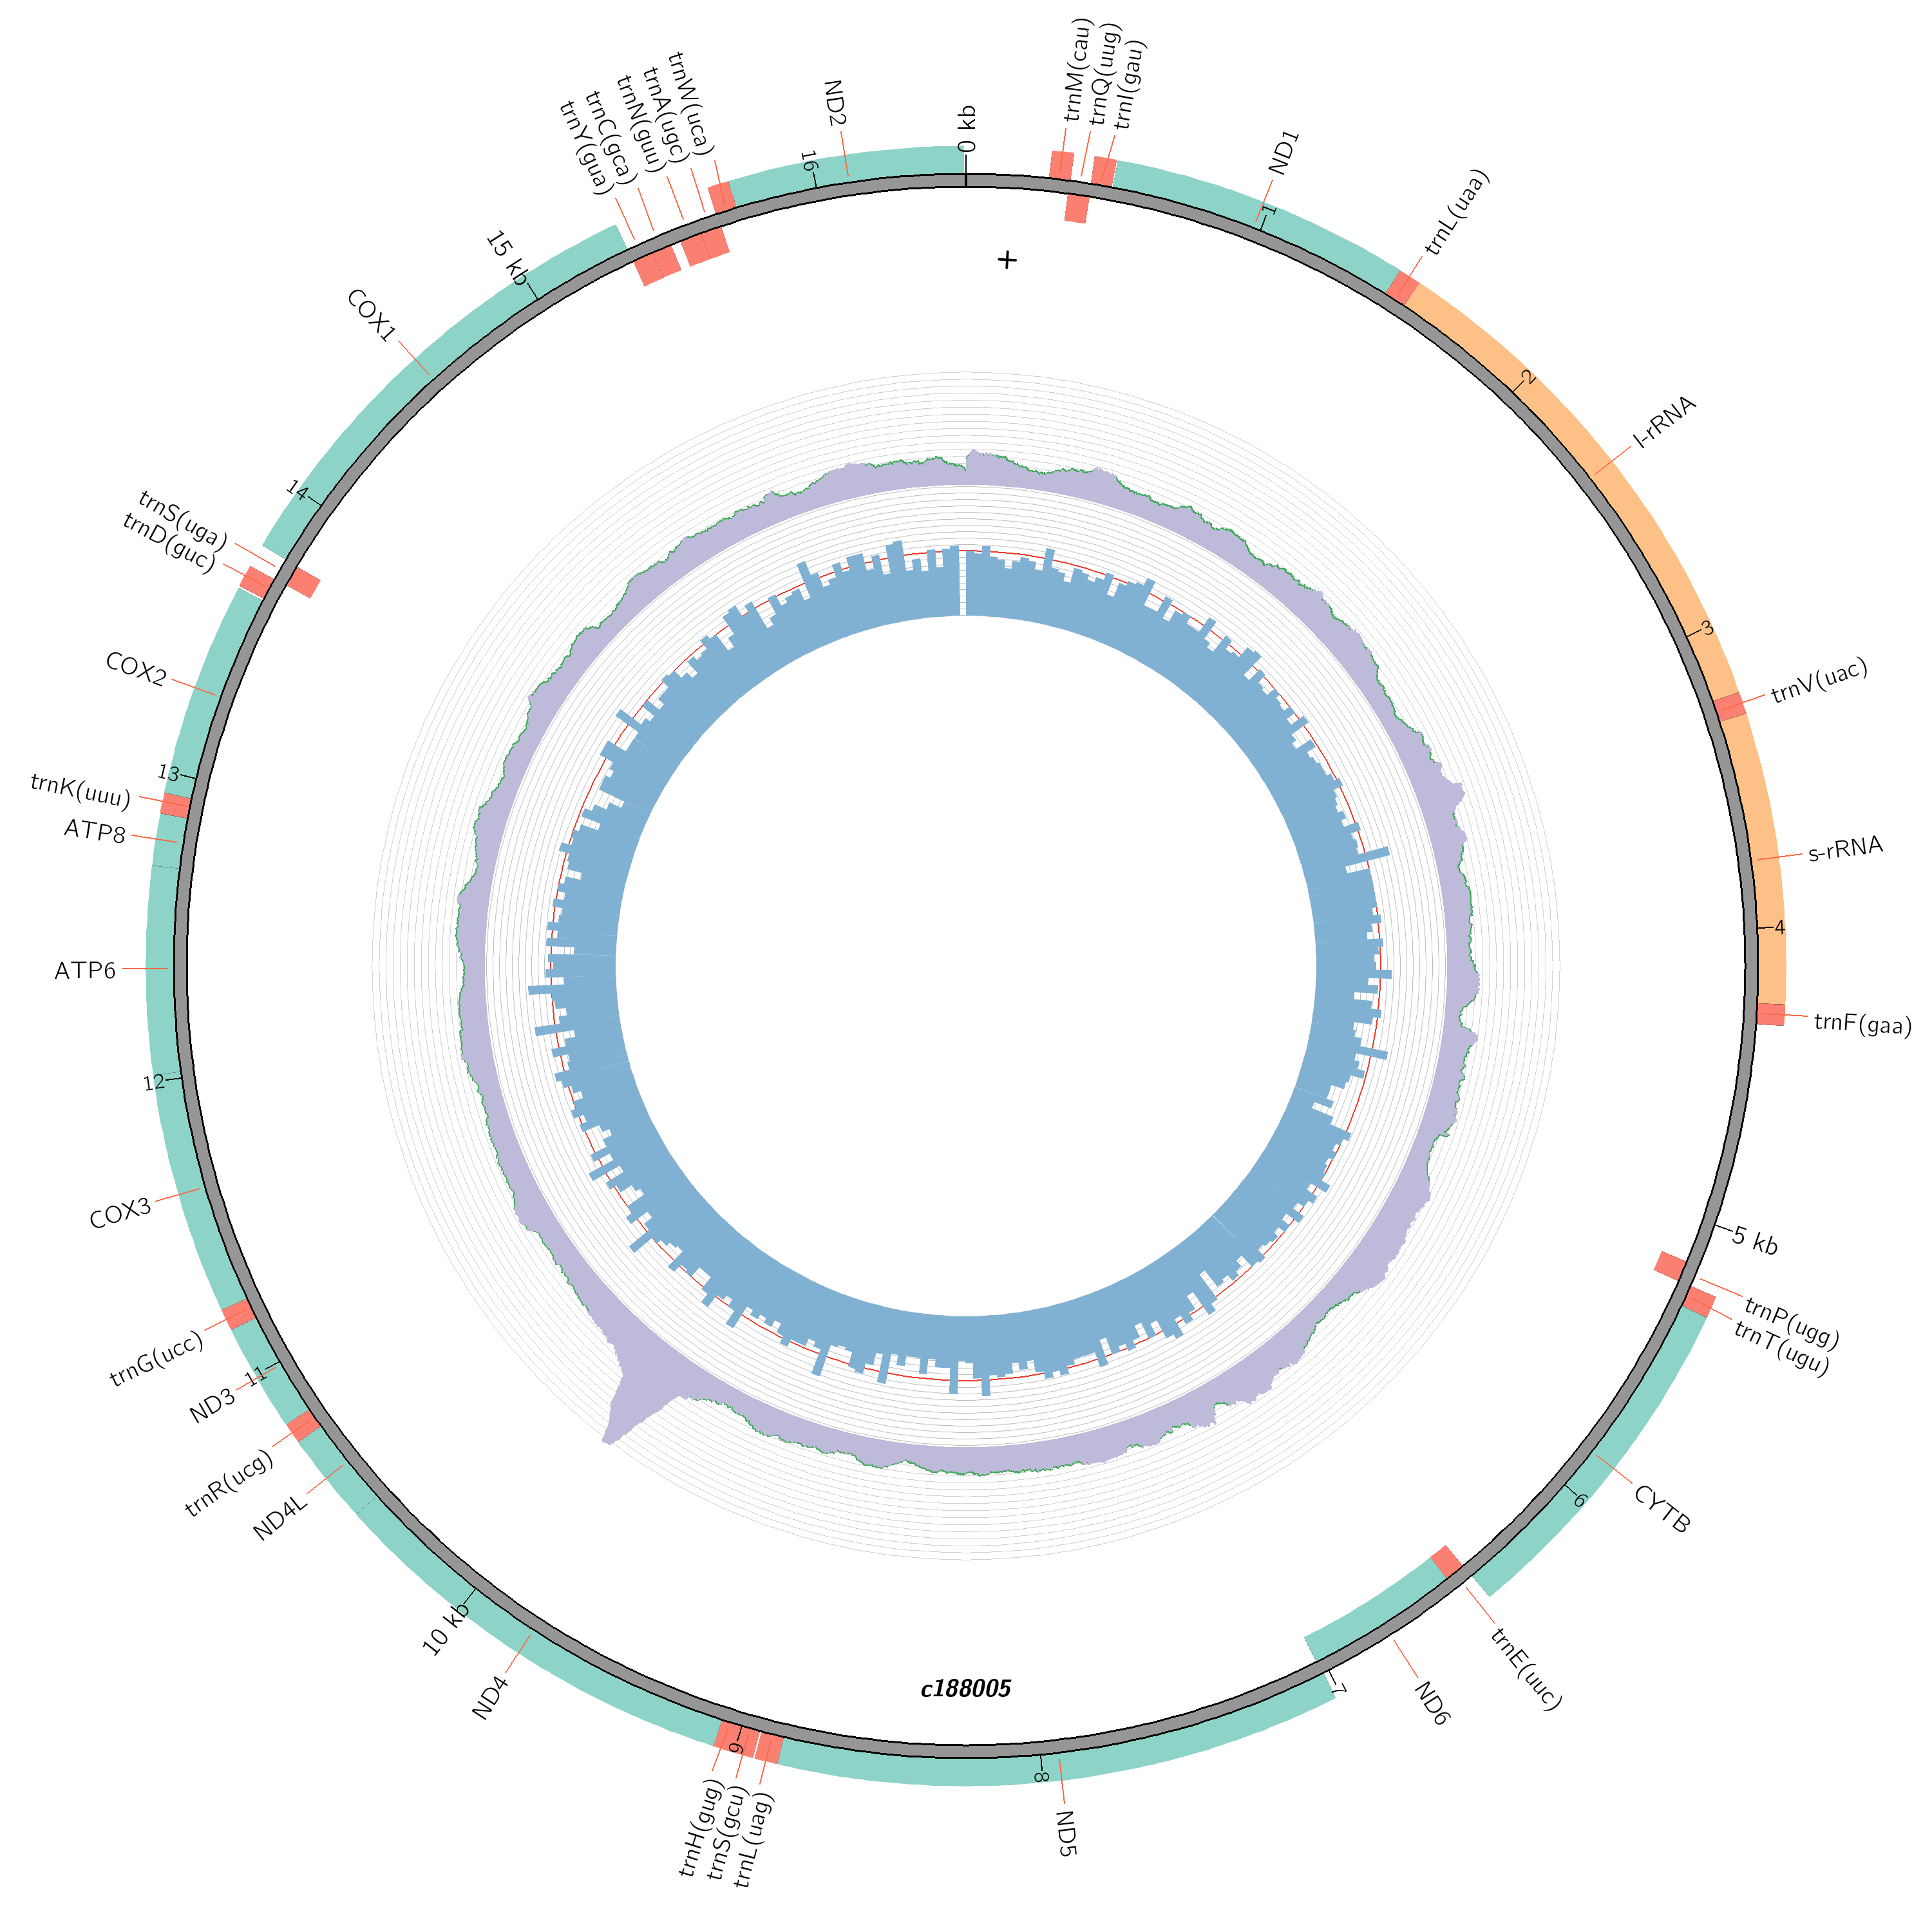 0 kb
trnM(cau)
trnQ(uug)
trnI(gau)
ND1
1
trnL(uaa)
2
l-rRNA
3
trnV(uac)
s-rRNA
4
trnF(gaa)
5 kb
trnP(ugg)
trnT(ugu)
CYTB
6
trnE(uuc)
ND6
7
ND5
8
trnL(uag)
trnS(gcu)
9
trnH(gug)
ND4
10 kb
ND4L
trnR(ucg)
ND3
11
trnG(ucc)
COX3
12
ATP6
ATP8
trnK(uuu)
13
COX2
trnD(guc)
trnS(uga)
14
COX1
15 kb
trnY(gua)
trnC(gca)
trnN(guu)
trnA(ugc)
trnW(uca)
16
ND2
+
c188005